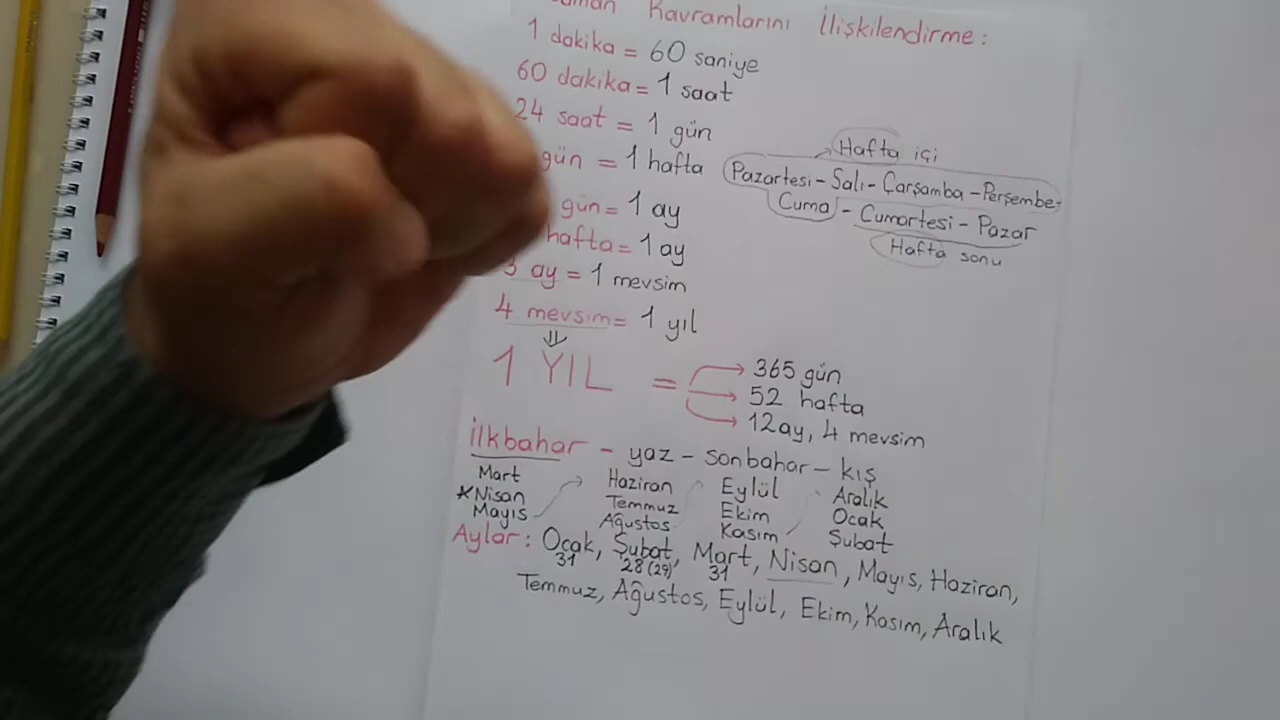 Kavramlarını İlişkilendirme:
1 dakika = 60 saniye
60 dakika = 1 saat
24 saat = 1 gün
gün = 1 hafta
Hafta içi
Pazartesi - Salı - Çarşamba - Perşembe -
Cuma - Cumartesi - Pazar
Hafta sonu
gün = 1 ay
hafta = 1 ay
3 ay = 1 mevsim
4 mevsim = 1 yıl
1 YIL =
365 gün
52 hafta
12 ay, 4 mevsim
İlkbahar - yaz - sonbahar - kış
Mart Haziran Eylül Aralık
*Nisan Temmuz Ekim Ocak
Mayıs Ağustos Kasım Şubat
Aylar: Ocak, Şubat, Mart, Nisan, Mayıs, Haziran,
31 28(29) 31
Temmuz, Ağustos, Eylül, Ekim, Kasım, Aralık